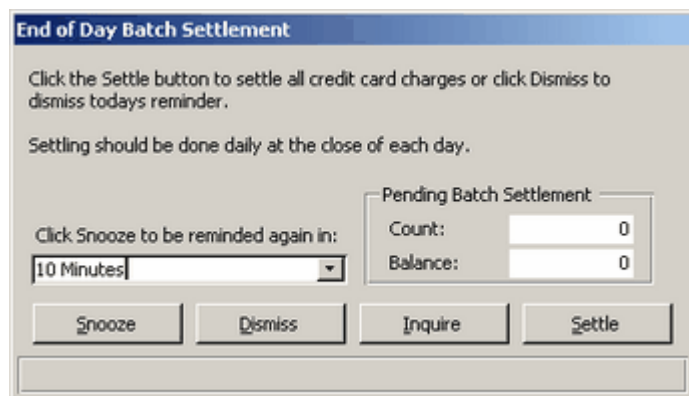 End of Day Batch Settlement
Click the Settle button to settle all credit card charges or click Dismiss to
dismiss todays reminder.
Settling should be done daily at the close of each day.
Pending Batch Settlement
Count: 0
Balance: 0
Click Snooze to be reminded again in:
10 Minutes
Snooze Dismiss Inquire Settle